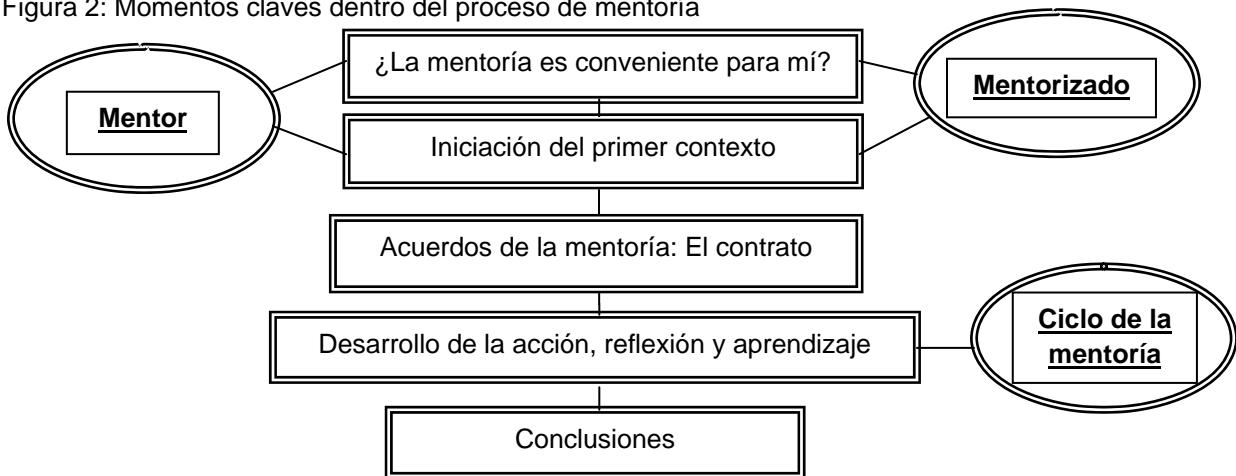 Figura 2: Momentos claves dentro del proceso de mentoría
¿La mentoría es conveniente para mí?
Mentor
Mentorizado
Iniciación del primer contexto
Acuerdos de la mentoría: El contrato
Desarrollo de la acción, reflexión y aprendizaje
Ciclo de la
mentoría
Conclusiones